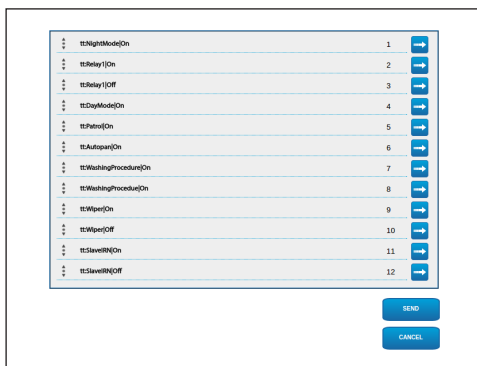 tt:NightMode|On 1
tt:Relay1|On 2
tt:Relay1|Off 3
tt:DayMode|On 4
tt:Patrol|On 5
tt:Autopan|On 6
tt:WashingProcedure|On 7
tt:WashingProcedue|On 8
tt:Wiper|On 9
tt:Wiper|Off 10
tt:SlaveIRN|On 11
tt:SlaveIRN|Off 12
SEND
CANCEL